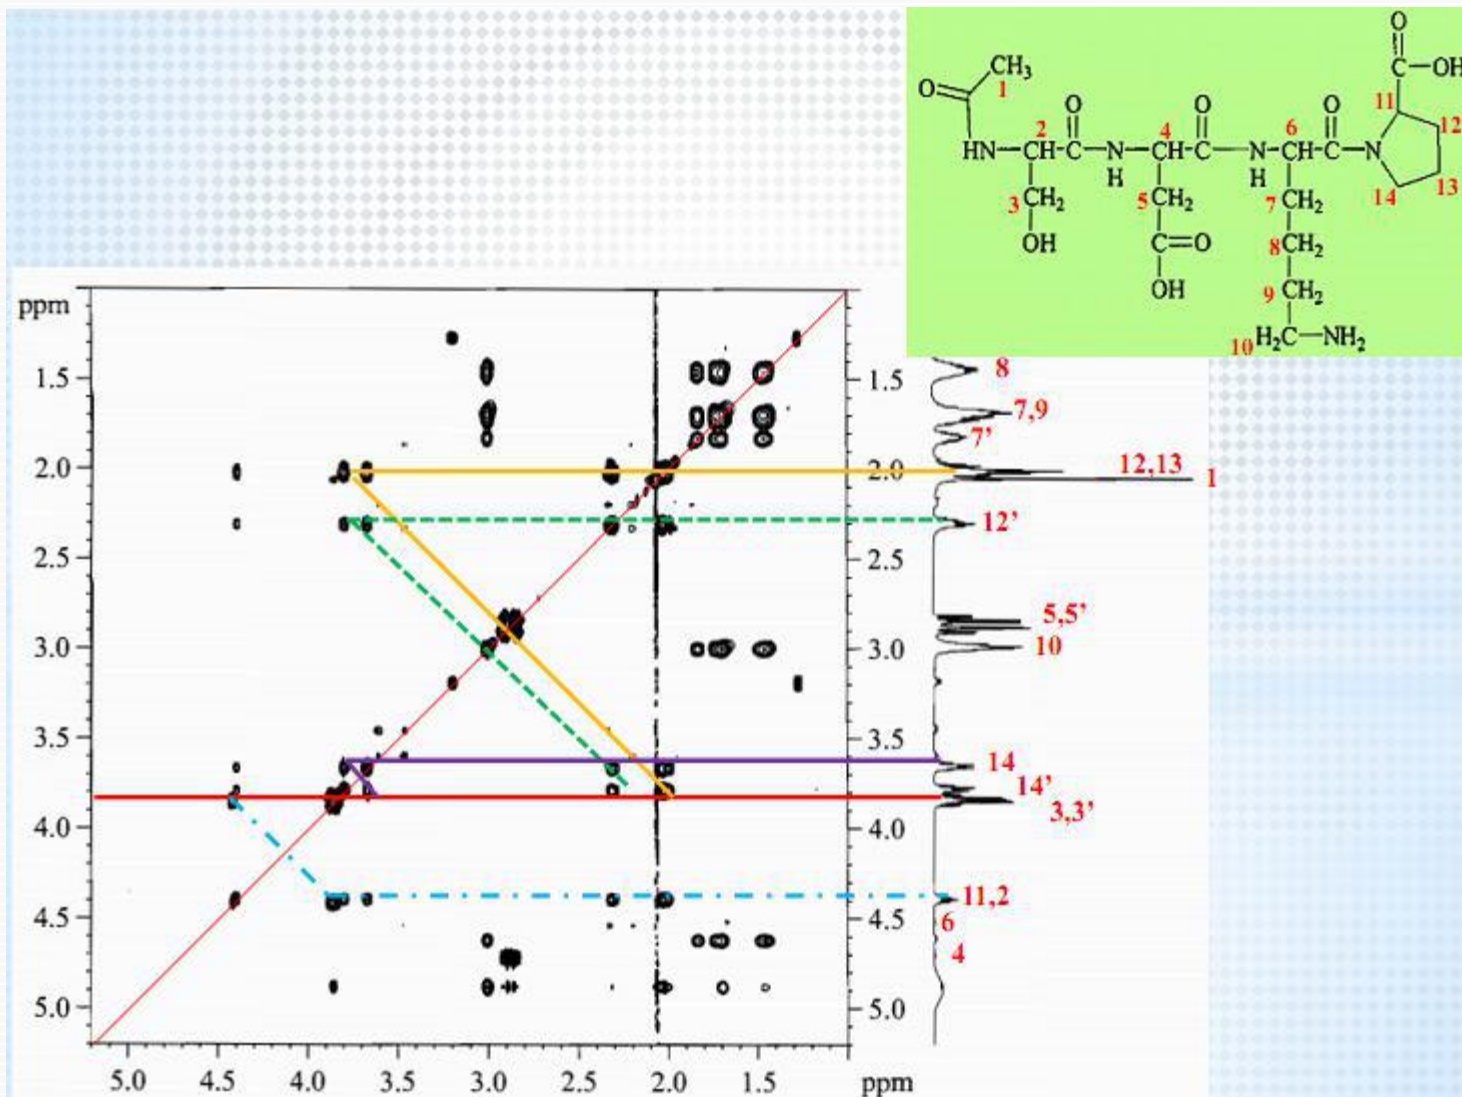 O
C—OH
O
CH₃
1
11
12
13
14
O
O
O
2
4
6
HN—CH—C—N—CH—C—N—CH—C—N
H
H
3
CH₂
5
CH₂
7
CH₂
OH
C=O
8
CH₂
OH
9
CH₂
10
H₂C—NH₂
ppm
1.5
1.5
8
7,9
7’
2.0
2.0
12,13
1
12’
2.5
2.5
5,5’
3.0
3.0
10
3.5
3.5
14
14’
3,3’
4.0
4.0
11,2
4.5
4.5
6
4
5.0
5.0
5.0
4.5
4.0
3.5
3.0
2.5
2.0
1.5
ppm